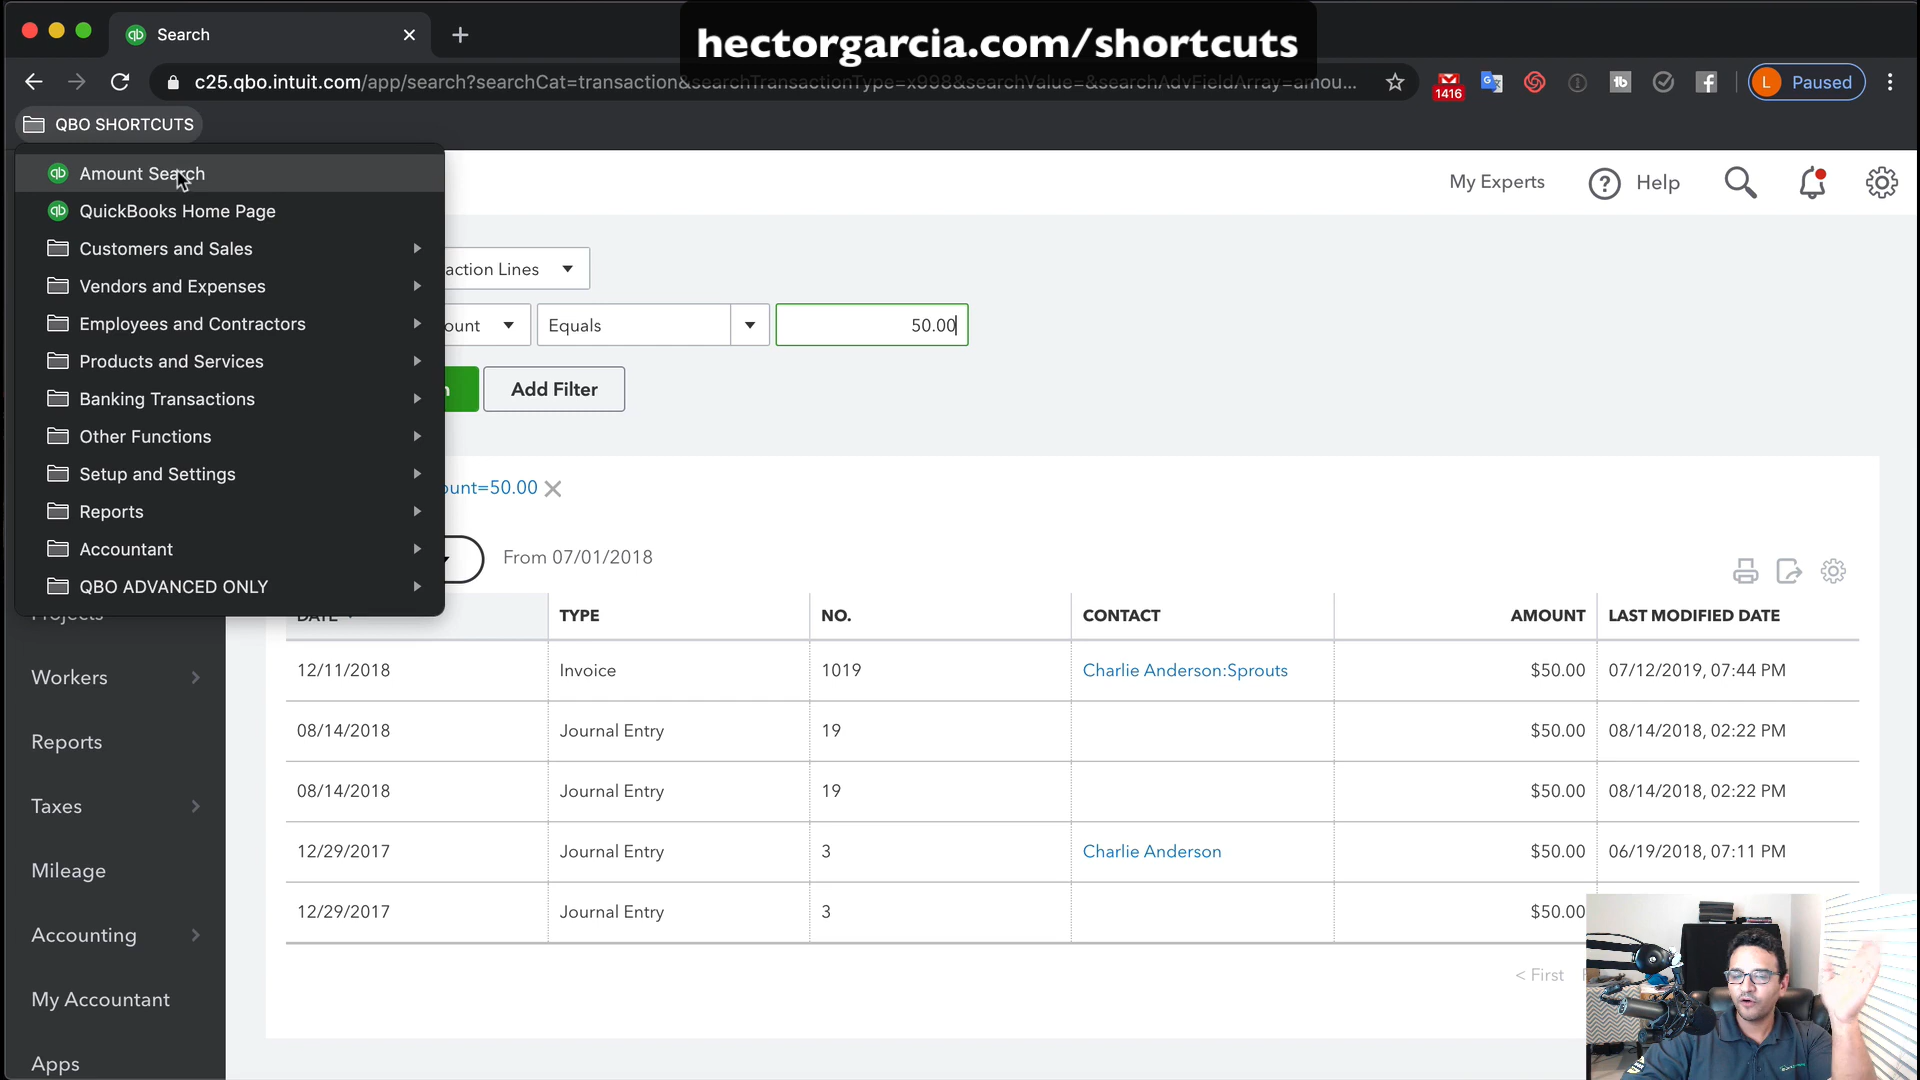 Search
hectorgarcia.com/shortcuts
c25.qbo.intuit.com/app/search?searchCat=transaction&searchTransactionType=x998&searchValue=&searchAdvFieldArray=amou...
1416
L Paused
QBO SHORTCUTS
Amount Search
QuickBooks Home Page
Customers and Sales
Vendors and Expenses
Employees and Contractors
Products and Services
Banking Transactions
Other Functions
Setup and Settings
Reports
Accountant
QBO ADVANCED ONLY
My Experts
Help
action Lines
ount
Equals
50.00
Add Filter
ount=50.00
From 07/01/2018
DATE TYPE NO. CONTACT AMOUNT LAST MODIFIED DATE
12/11/2018 Invoice 1019 Charlie Anderson:Sprouts $50.00 07/12/2019, 07:44 PM
08/14/2018 Journal Entry 19 $50.00 08/14/2018, 02:22 PM
08/14/2018 Journal Entry 19 $50.00 08/14/2018, 02:22 PM
12/29/2017 Journal Entry 3 Charlie Anderson $50.00 06/19/2018, 07:11 PM
12/29/2017 Journal Entry 3 $50.00
< First
Projects
Workers
Reports
Taxes
Mileage
Accounting
My Accountant
Apps